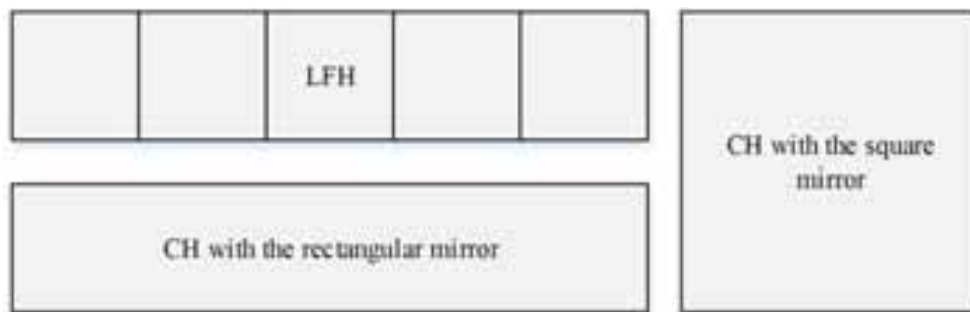 LFH
CH with the square
mirror
CH with the rectangular mirror